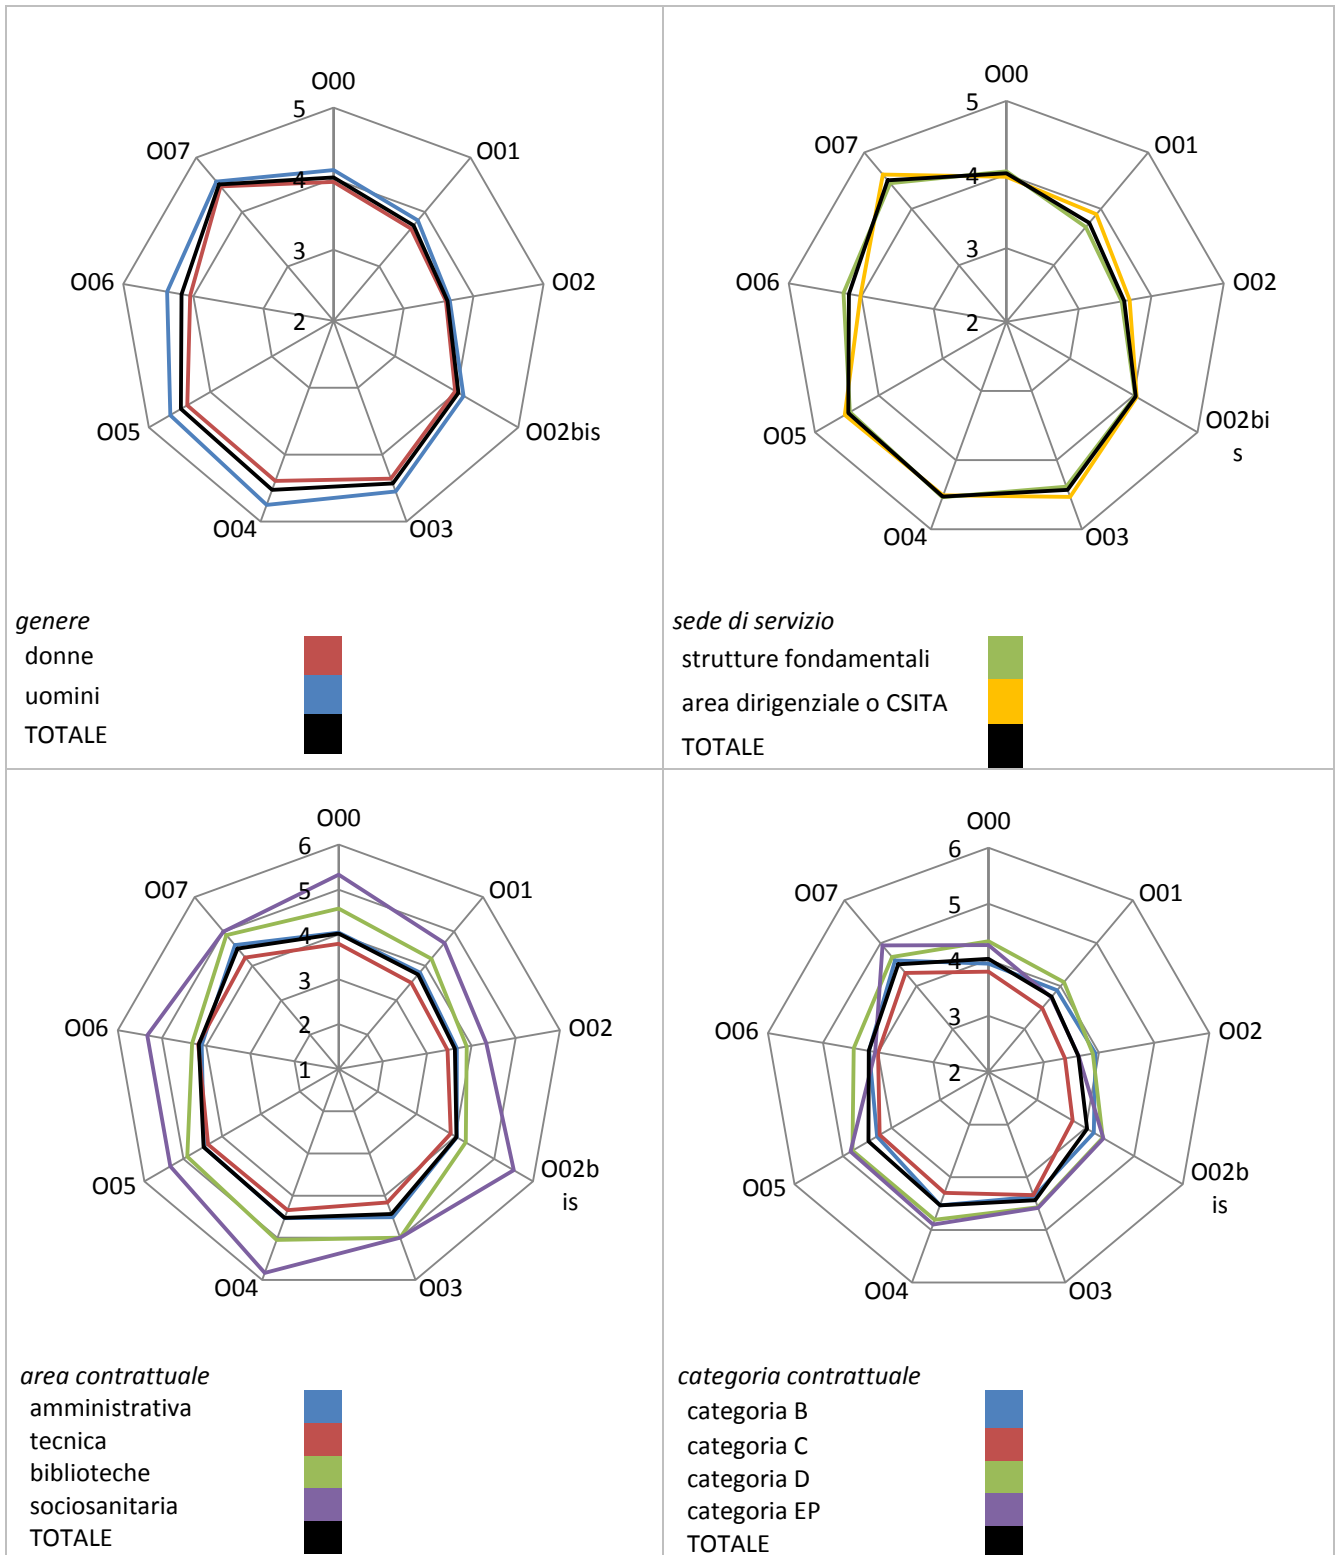 O00
5
O07
O01
4
3
O06
O02
2
O05
O02bis
O04
O03
genere
donne
uomini
TOTALE
O00
5
O07
O01
4
3
O06
O02
2
O05
O02bi
s
O04
O03
sede di servizio
strutture fondamentali
area dirigenziale o CSITA
TOTALE
O00
6
O07
5
O01
4
3
O06
2
O02
1
O05
O02b
is
O04
O03
area contrattuale
amministrativa
tecnica
biblioteche
sociosanitaria
TOTALE
O00
6
O07
O01
5
4
3
O06
O02
2
O05
O02b
is
O04
O03
categoria contrattuale
categoria B
categoria C
categoria D
categoria EP
TOTALE